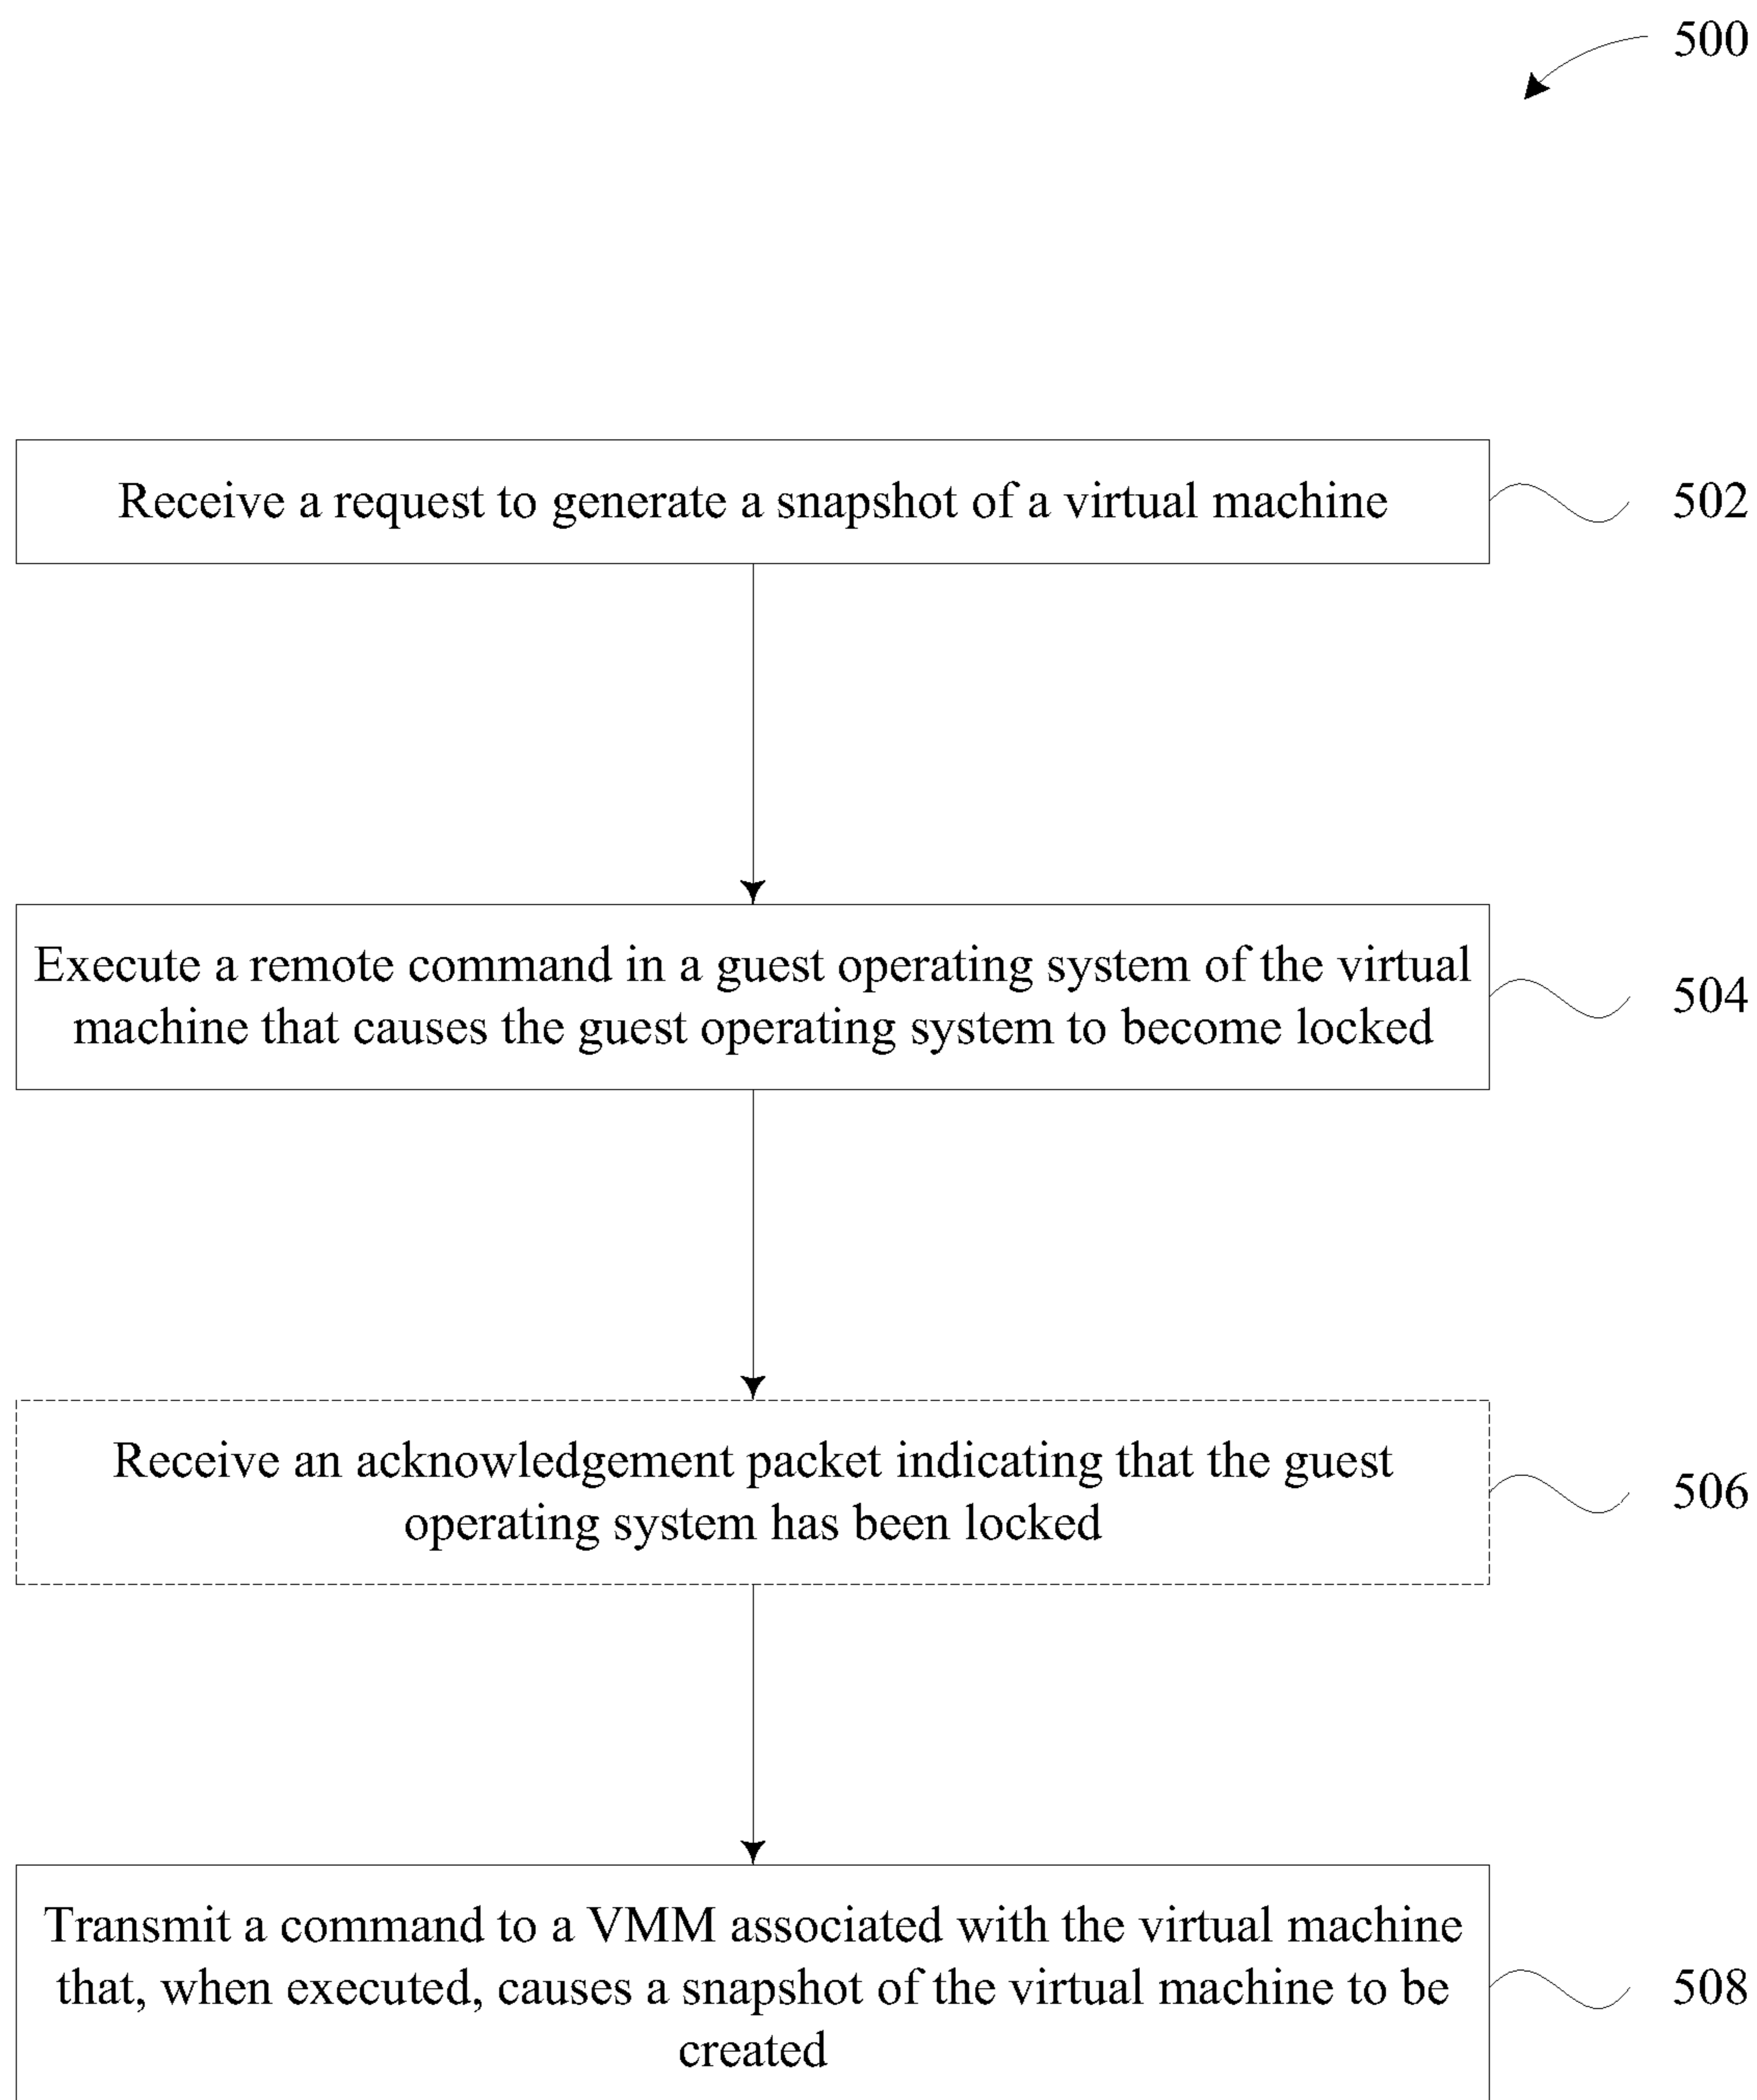 500
Receive a request to generate a snapshot of a virtual machine
502
Execute a remote command in a guest operating system of the virtual
machine that causes the guest operating system to become locked
504
Receive an acknowledgement packet indicating that the guest
operating system has been locked
506
Transmit a command to a VMM associated with the virtual machine
that, when executed, causes a snapshot of the virtual machine to be
created
508